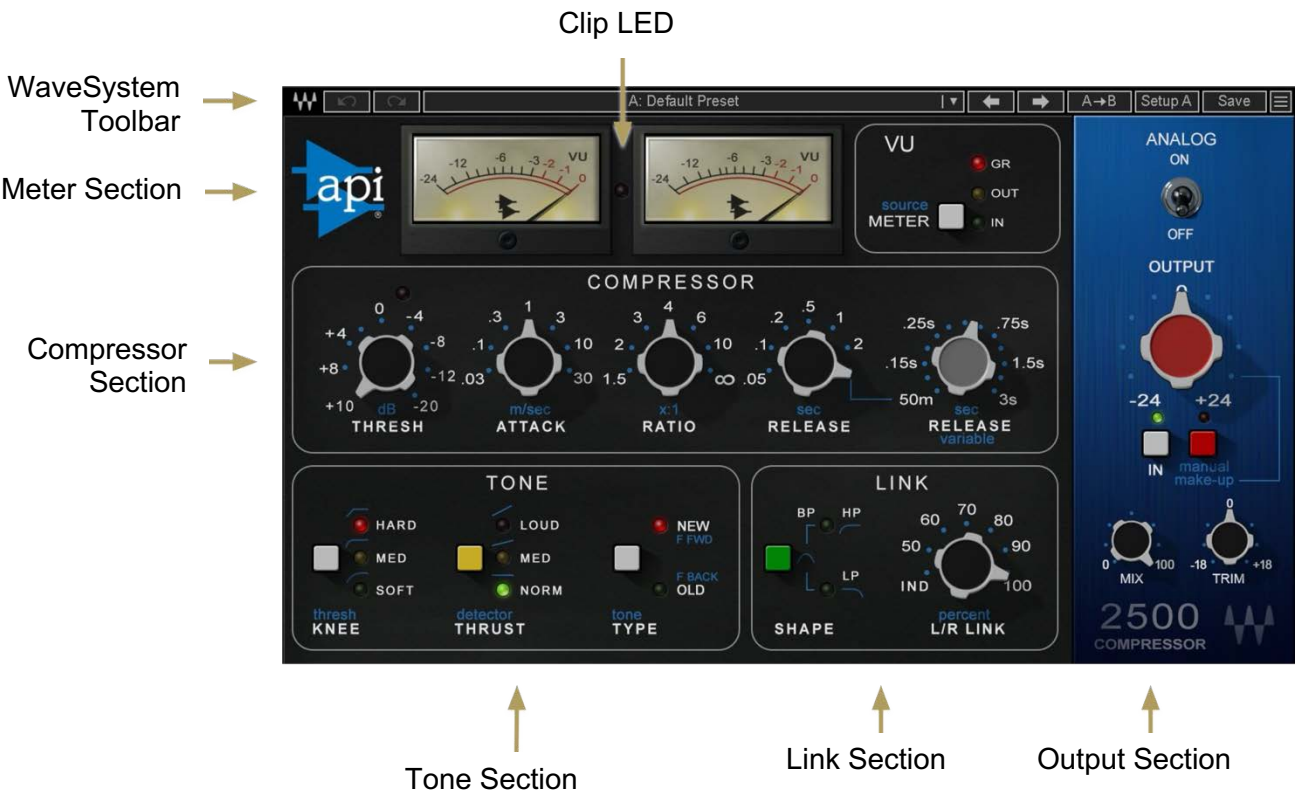 Clip LED
WaveSystem
Toolbar
A: Default Preset
A→B
Setup A
Save
Meter Section
api
®
-24 -12 -6 -3 -2 -1 0 VU
-24 -12 -6 -3 -2 -1 0 VU
VU
GR
OUT
IN
source
METER
ANALOG
ON
OFF
Compressor
Section
COMPRESSOR
+10 +8 +4 0 -4 -8 -12 -20
dB
THRESH
.03 .1 .3 1 3 10 30
m/sec
ATTACK
1.5 2 3 4 6 10 ∞
x:1
RATIO
.05 .1 .2 .5 1 2
sec
RELEASE
50m .15s .25s .75s 1.5s 3s
sec
RELEASE
variable
OUTPUT
0
-24 +24
IN
manual
make-up
TONE
HARD
MED
SOFT
thresh
KNEE
LOUD
MED
NORM
detector
THRUST
NEW
F FWD
F BACK
OLD
tone
TYPE
LINK
BP HP
LP
SHAPE
IND 50 60 70 80 90 100
percent
L/R LINK
0 100
MIX
0
-18 +18
TRIM
2500
COMPRESSOR
Tone Section
Link Section
Output Section